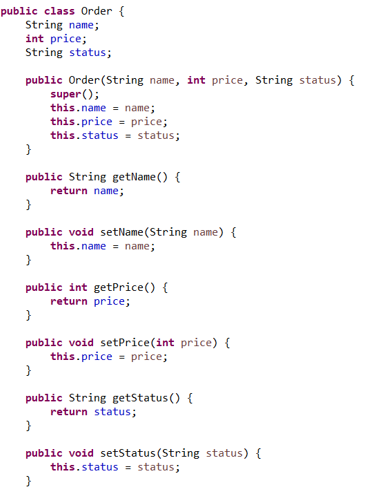 public class Order {
    String name;
    int price;
    String status;

    public Order(String name, int price, String status) {
        super();
        this.name = name;
        this.price = price;
        this.status = status;
    }

    public String getName() {
        return name;
    }

    public void setName(String name) {
        this.name = name;
    }

    public int getPrice() {
        return price;
    }

    public void setPrice(int price) {
        this.price = price;
    }

    public String getStatus() {
        return status;
    }

    public void setStatus(String status) {
        this.status = status;
    }